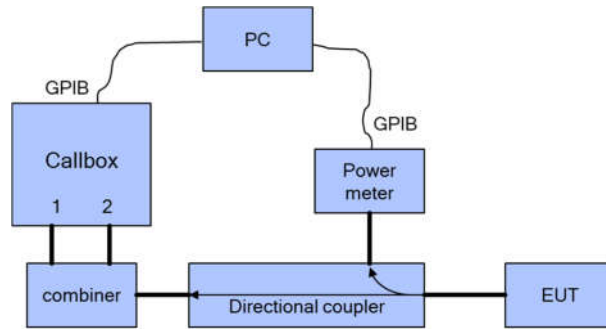 PC
GPIB
GPIB
Callbox
1 2
Power
meter
combiner
Directional coupler
EUT